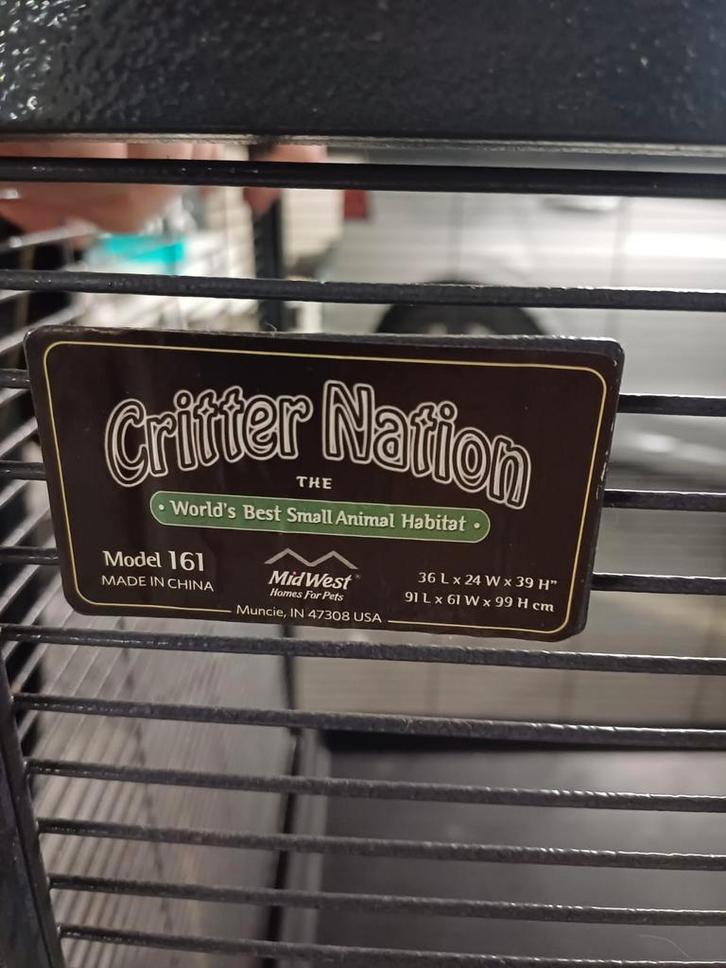 Critter Nation
THE
• World's Best Small Animal Habitat •
Model 161
MADE IN CHINA
MidWest®
Homes For Pets
36 L x 24 W x 39 H"
91 L x 61 W x 99 H cm
Muncie, IN 47308 USA